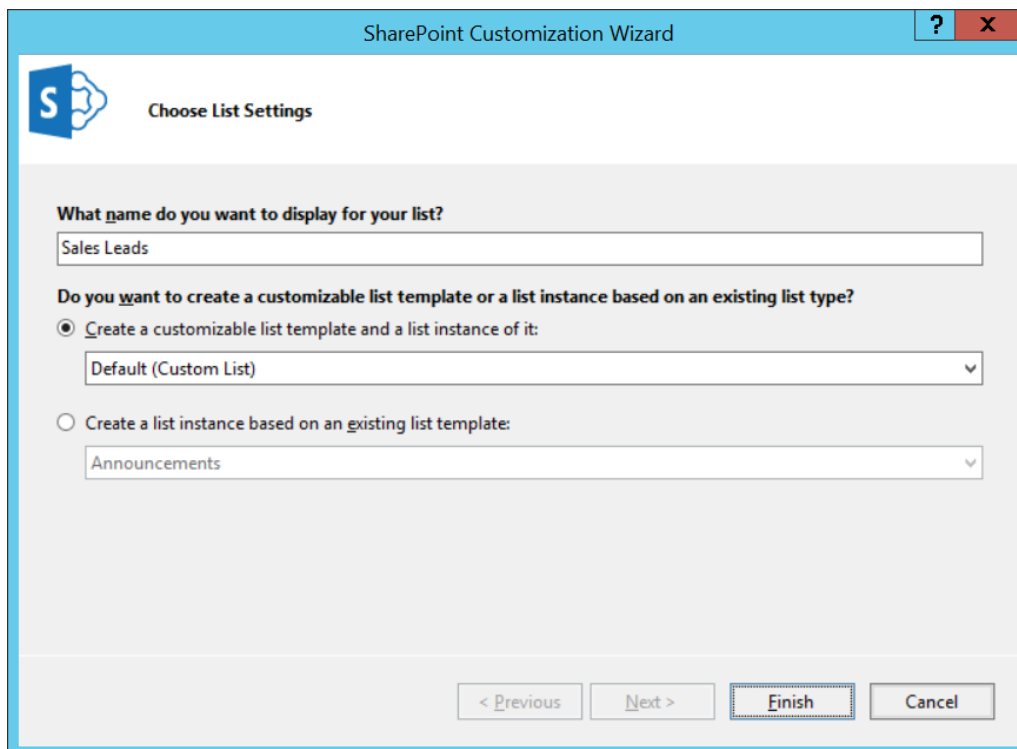 SharePoint Customization Wizard
?
X
S
Choose List Settings
What name do you want to display for your list?
Sales Leads
Do you want to create a customizable list template or a list instance based on an existing list type?
Create a customizable list template and a list instance of it:
Default (Custom List)
Create a list instance based on an existing list template:
Announcements
< Previous
Next >
Finish
Cancel